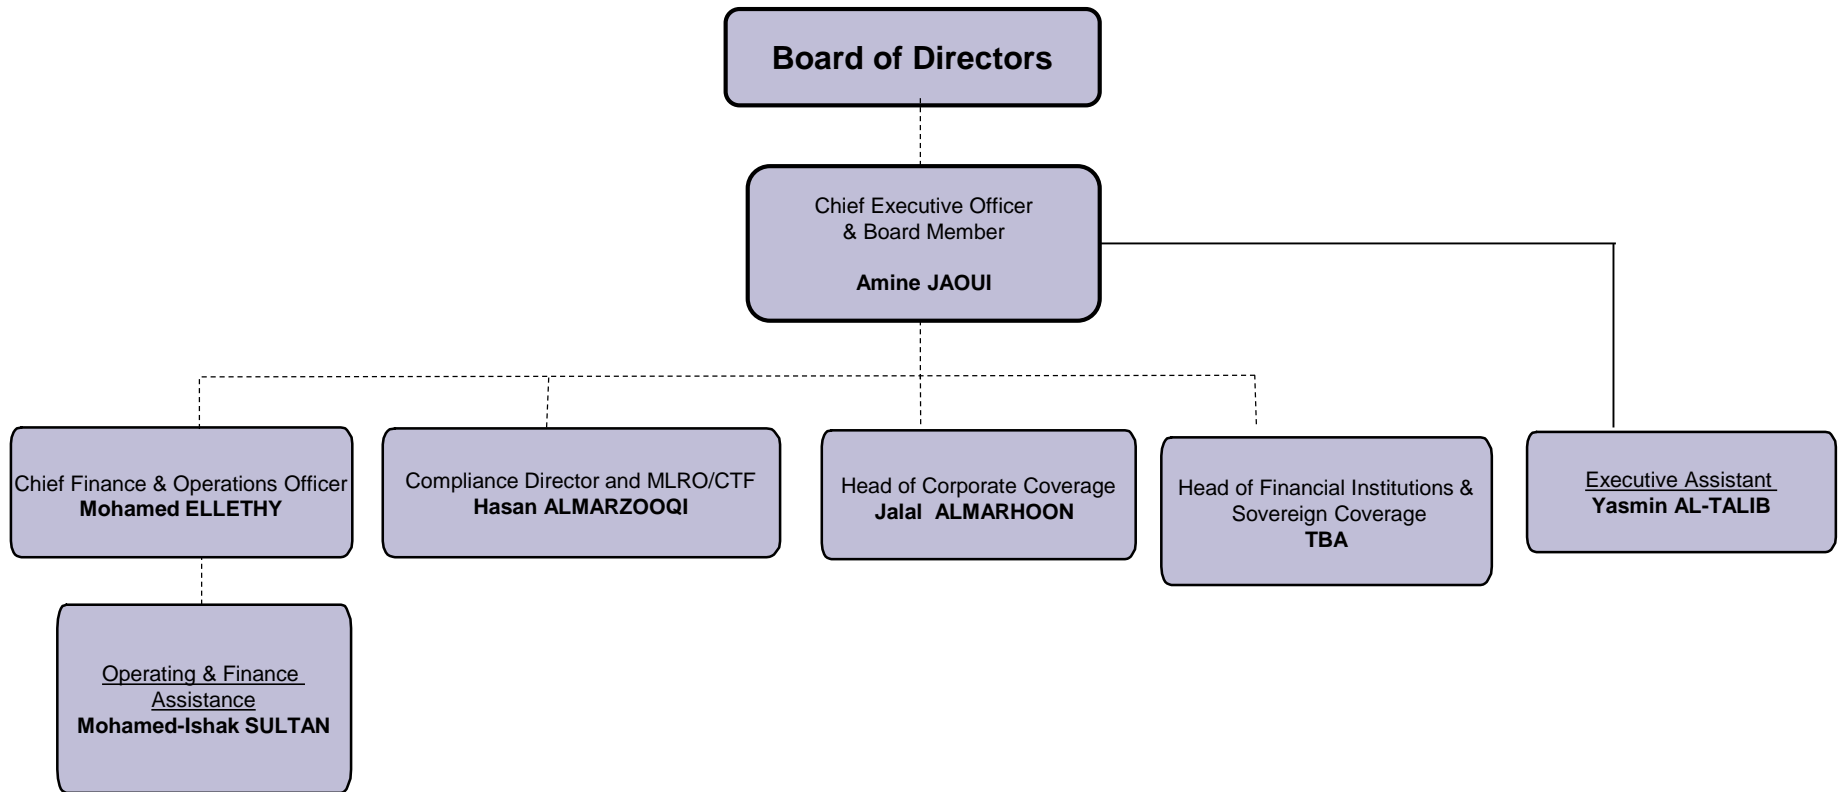 Board of Directors
Chief Executive Officer
& Board Member
Amine JAOUI
Chief Finance & Operations Officer
Mohamed ELLETHY
Compliance Director and MLRO/CTF
Hasan ALMARZOOQI
Head of Corporate Coverage
Jalal ALMARHOON
Head of Financial Institutions &
Sovereign Coverage
TBA
Executive Assistant
Yasmin AL-TALIB
Operating & Finance
Assistance
Mohamed-Ishak SULTAN